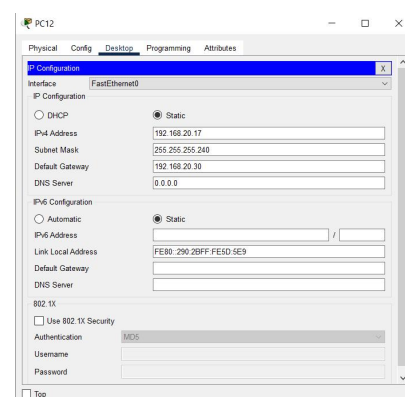 PC12
Physical Config Desktop Programming Attributes
IP Configuration X
Interface FastEthernet0
IP Configuration
DHCP Static
IPv4 Address 192.168.20.17
Subnet Mask 255.255.255.240
Default Gateway 192.168.20.30
DNS Server 0.0.0.0
IPv6 Configuration
Automatic Static
IPv6 Address /
Link Local Address FE80::290:2BFF:FE5D:5E9
Default Gateway
DNS Server
802.1X
Use 802.1X Security
Authentication MD5
Username
Password
Top